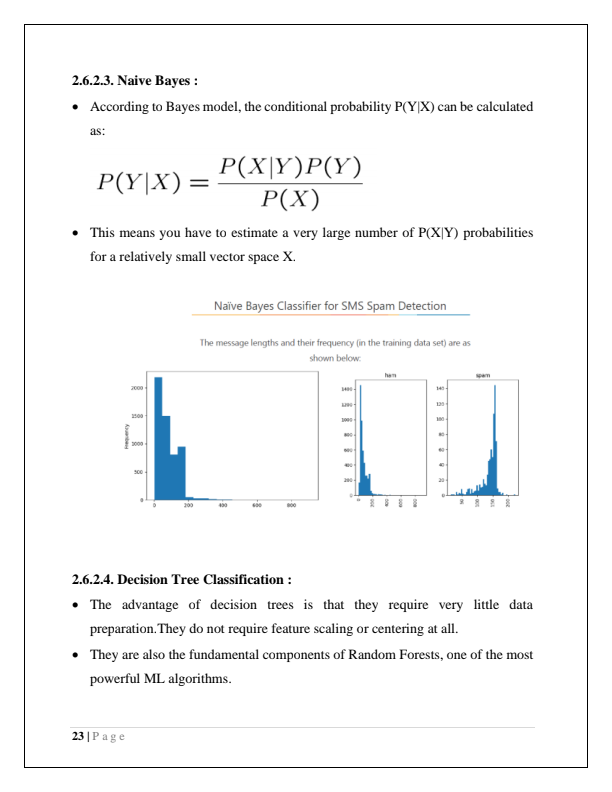 2.6.2.3. Naive Bayes :
• According to Bayes model, the conditional probability P(Y|X) can be calculated
as:
P(Y|X) = P(X|Y)P(Y) / P(X)
• This means you have to estimate a very large number of P(X|Y) probabilities
for a relatively small vector space X.
Naïve Bayes Classifier for SMS Spam Detection
The message lengths and their frequency (in the training data set) are as
shown below:
Frequency
2000
1500
1000
500
0
0 200 400 600 800
ham
1400
1200
1000
800
600
400
200
0
0 200 400 600 800
spam
140
120
100
80
60
40
20
0
50 100 150 200
2.6.2.4. Decision Tree Classification :
• The advantage of decision trees is that they require very little data
preparation.They do not require feature scaling or centering at all.
• They are also the fundamental components of Random Forests, one of the most
powerful ML algorithms.
23 | Page